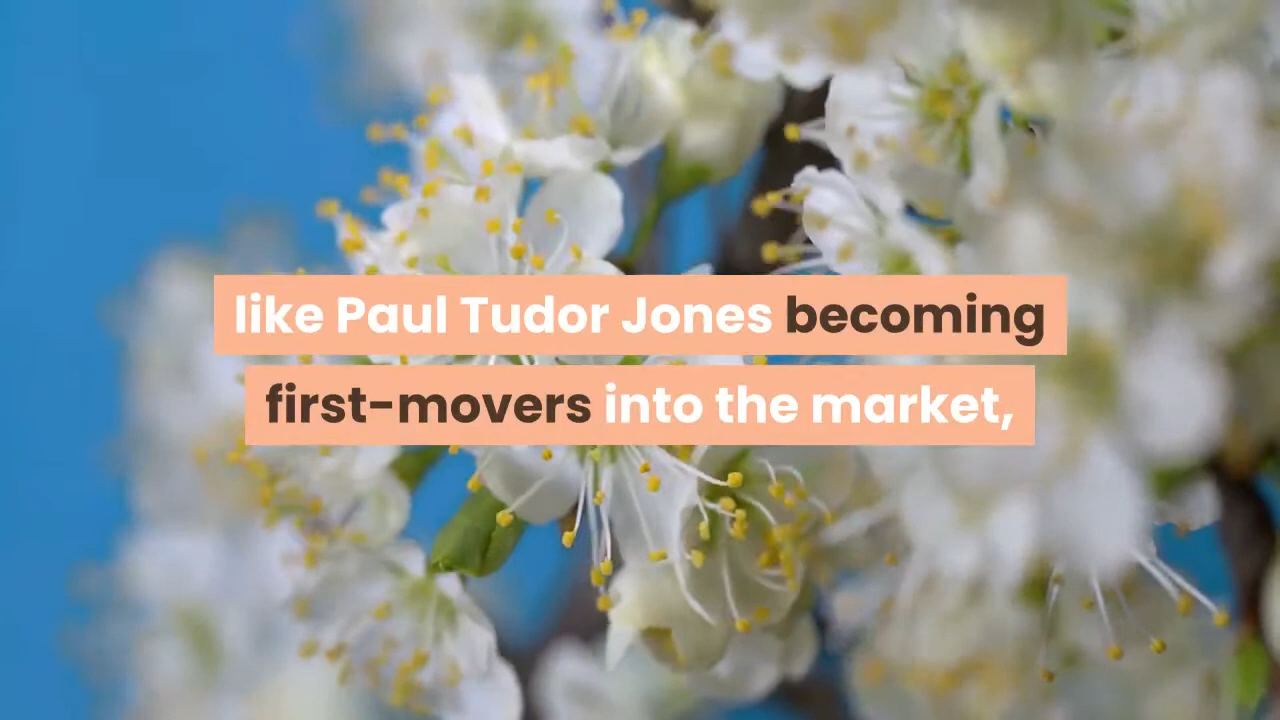 like Paul Tudor Jones becoming
first-movers into the market,